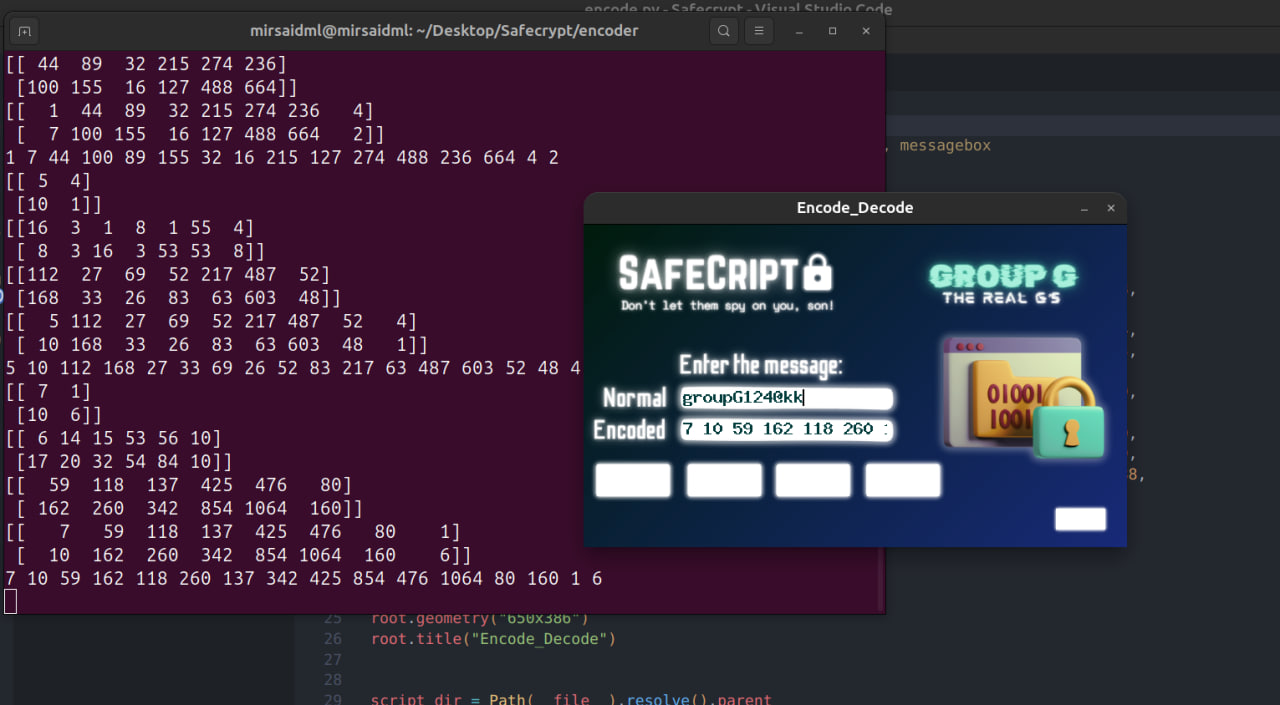 encode.py - Safecrypt - Visual Studio Code
mirsaidml@mirsaidml: ~/Desktop/Safecrypt/encoder
[[ 44  89  32 215 274 236]
 [100 155  16 127 488 664]]
[[  1  44  89  32 215 274 236   4]
 [  7 100 155  16 127 488 664   2]]
1 7 44 100 89 155 32 16 215 127 274 488 236 664 4 2
[[ 5  4]
 [10  1]]
[[16  3  1  8  1 55  4]
 [ 8  3 16  3 53 53  8]]
[[112  27  69  52 217 487  52]
 [168  33  26  83  63 603  48]]
[[  5 112  27  69  52 217 487  52   4]
 [ 10 168  33  26  83  63 603  48   1]]
5 10 112 168 27 33 69 26 52 83 217 63 487 603 52 48 4
[[ 7  1]
 [10  6]]
[[ 6 14 15 53 56 10]
 [17 20 32 54 84 10]]
[[  59  118  137  425  476   80]
 [ 162  260  342  854 1064  160]]
[[   7   59  118  137  425  476   80    1]
 [  10  162  260  342  854 1064  160    6]]
7 10 59 162 118 260 137 342 425 854 476 1064 80 160 1 6
, messagebox
Encode_Decode
SAFECRIPT
Don't let them spy on you, son!
GROUP G
THE REAL G'S
Enter the message:
Normal groupG124@kk
Encoded 7 10 59 162 118 260
01001
1001
,
,
,
,
,
,
8,
25 root.geometry("650x386")
26 root.title("Encode_Decode")
27
28
29 script_dir = Path(__file__).resolve().parent